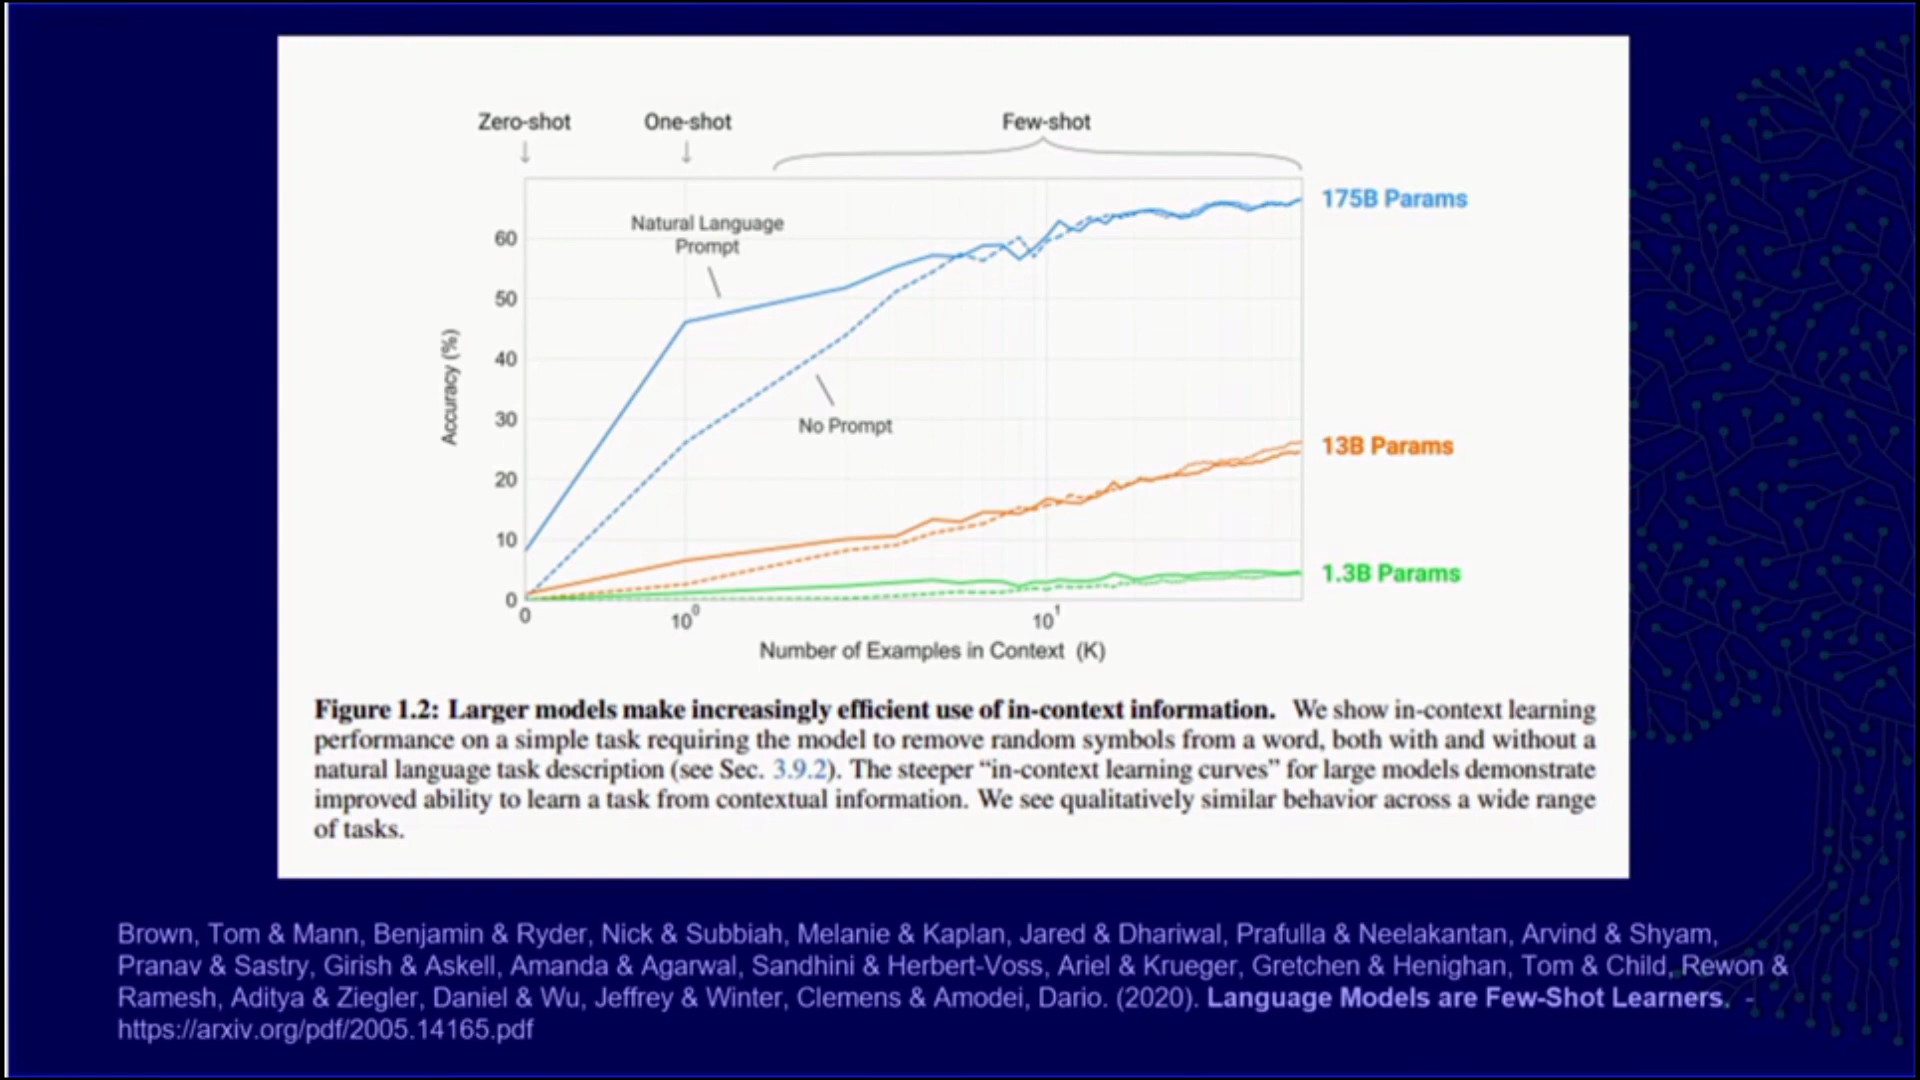 Zero-shot
One-shot
Few-shot
175B Params
Natural Language
Prompt
60
50
40
30
20
10
0
Accuracy (%)
No Prompt
13B Params
1.3B Params
0
10⁰
10¹
Number of Examples in Context (K)
Figure 1.2: Larger models make increasingly efficient use of in-context information. We show in-context learning
performance on a simple task requiring the model to remove random symbols from a word, both with and without a
natural language task description (see Sec. 3.9.2). The steeper “in-context learning curves” for large models demonstrate
improved ability to learn a task from contextual information. We see qualitatively similar behavior across a wide range
of tasks.
Brown, Tom & Mann, Benjamin & Ryder, Nick & Subbiah, Melanie & Kaplan, Jared & Dhariwal, Prafulla & Neelakantan, Arvind & Shyam,
Pranav & Sastry, Girish & Askell, Amanda & Agarwal, Sandhini & Herbert-Voss, Ariel & Krueger, Gretchen & Henighan, Tom & Child, Rewon &
Ramesh, Aditya & Ziegler, Daniel & Wu, Jeffrey & Winter, Clemens & Amodei, Dario. (2020). Language Models are Few-Shot Learners. -
https://arxiv.org/pdf/2005.14165.pdf